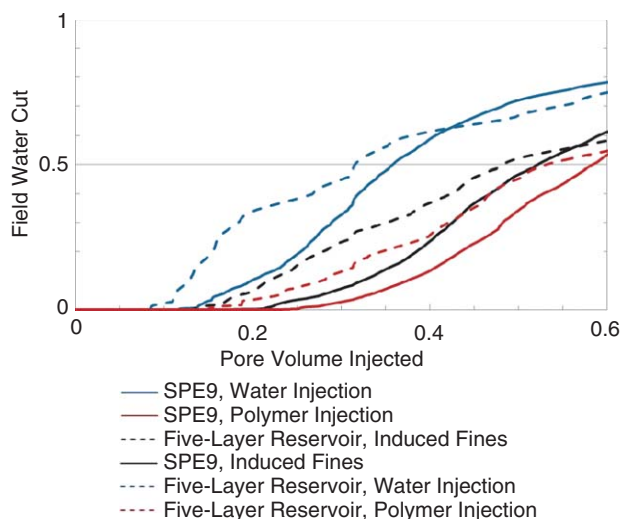 1
Field Water Cut
0.5
0
0
0.2
0.4
0.6
Pore Volume Injected
SPE9, Water Injection
SPE9, Polymer Injection
Five-Layer Reservoir, Induced Fines
SPE9, Induced Fines
Five-Layer Reservoir, Water Injection
Five-Layer Reservoir, Polymer Injection